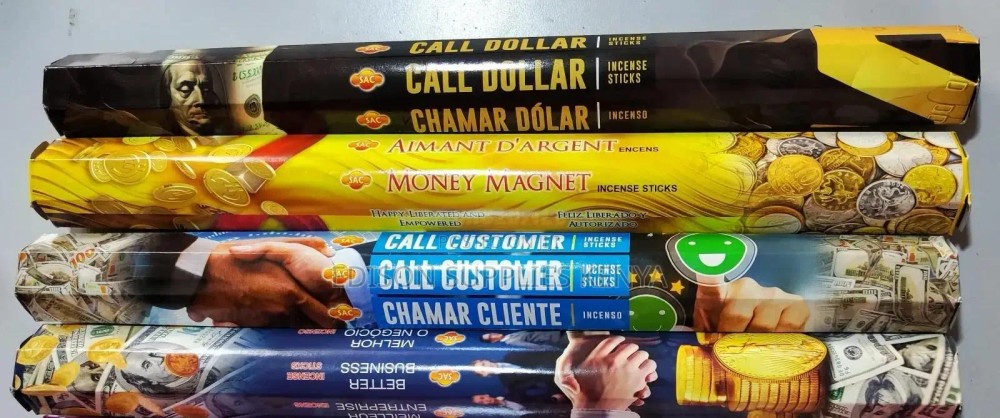 SAC CALL DOLLAR INCENSE STICKS
SAC CALL DOLLAR INCENSE STICKS
SAC CHAMAR DÓLAR INCENSO
SAC AIMANT D'ARGENT ENCENS
SAC MONEY MAGNET INCENSE STICKS
HAPPY, LIBERATED AND EMPOWERED
FELIZ, LIBERADO Y AUTORIZADO
SAC CALL CUSTOMER INCENSE STICKS
SAC CALL CUSTOMER INCENSE STICKS
SAC CHAMAR CLIENTE INCENSO
MEILLEUR ENTREPRISE ENCENS
BETTER BUSINESS INCENSE STICKS SAC
MELHOR O NEGÓCIO INCENSO